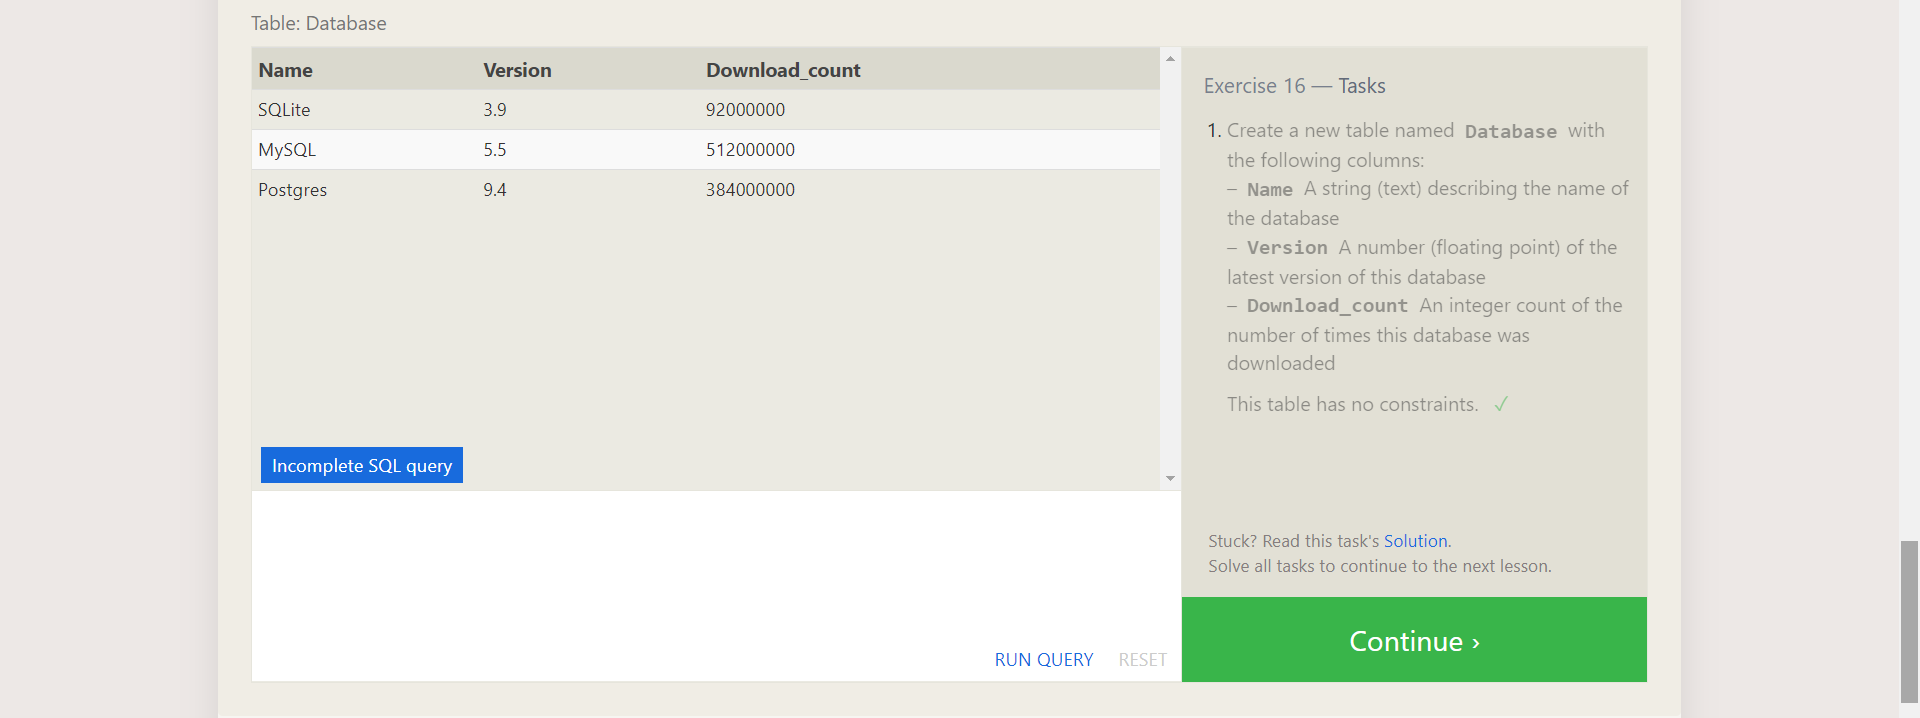 Table: Database
Name Version Download_count
SQLite 3.9 92000000
MySQL 5.5 512000000
Postgres 9.4 384000000
Incomplete SQL query
RUN QUERY RESET
Exercise 16 — Tasks
1. Create a new table named Database with
the following columns:
– Name A string (text) describing the name of
the database
– Version A number (floating point) of the
latest version of this database
– Download_count An integer count of the
number of times this database was
downloaded
This table has no constraints. ✓
Stuck? Read this task's Solution.
Solve all tasks to continue to the next lesson.
Continue ›